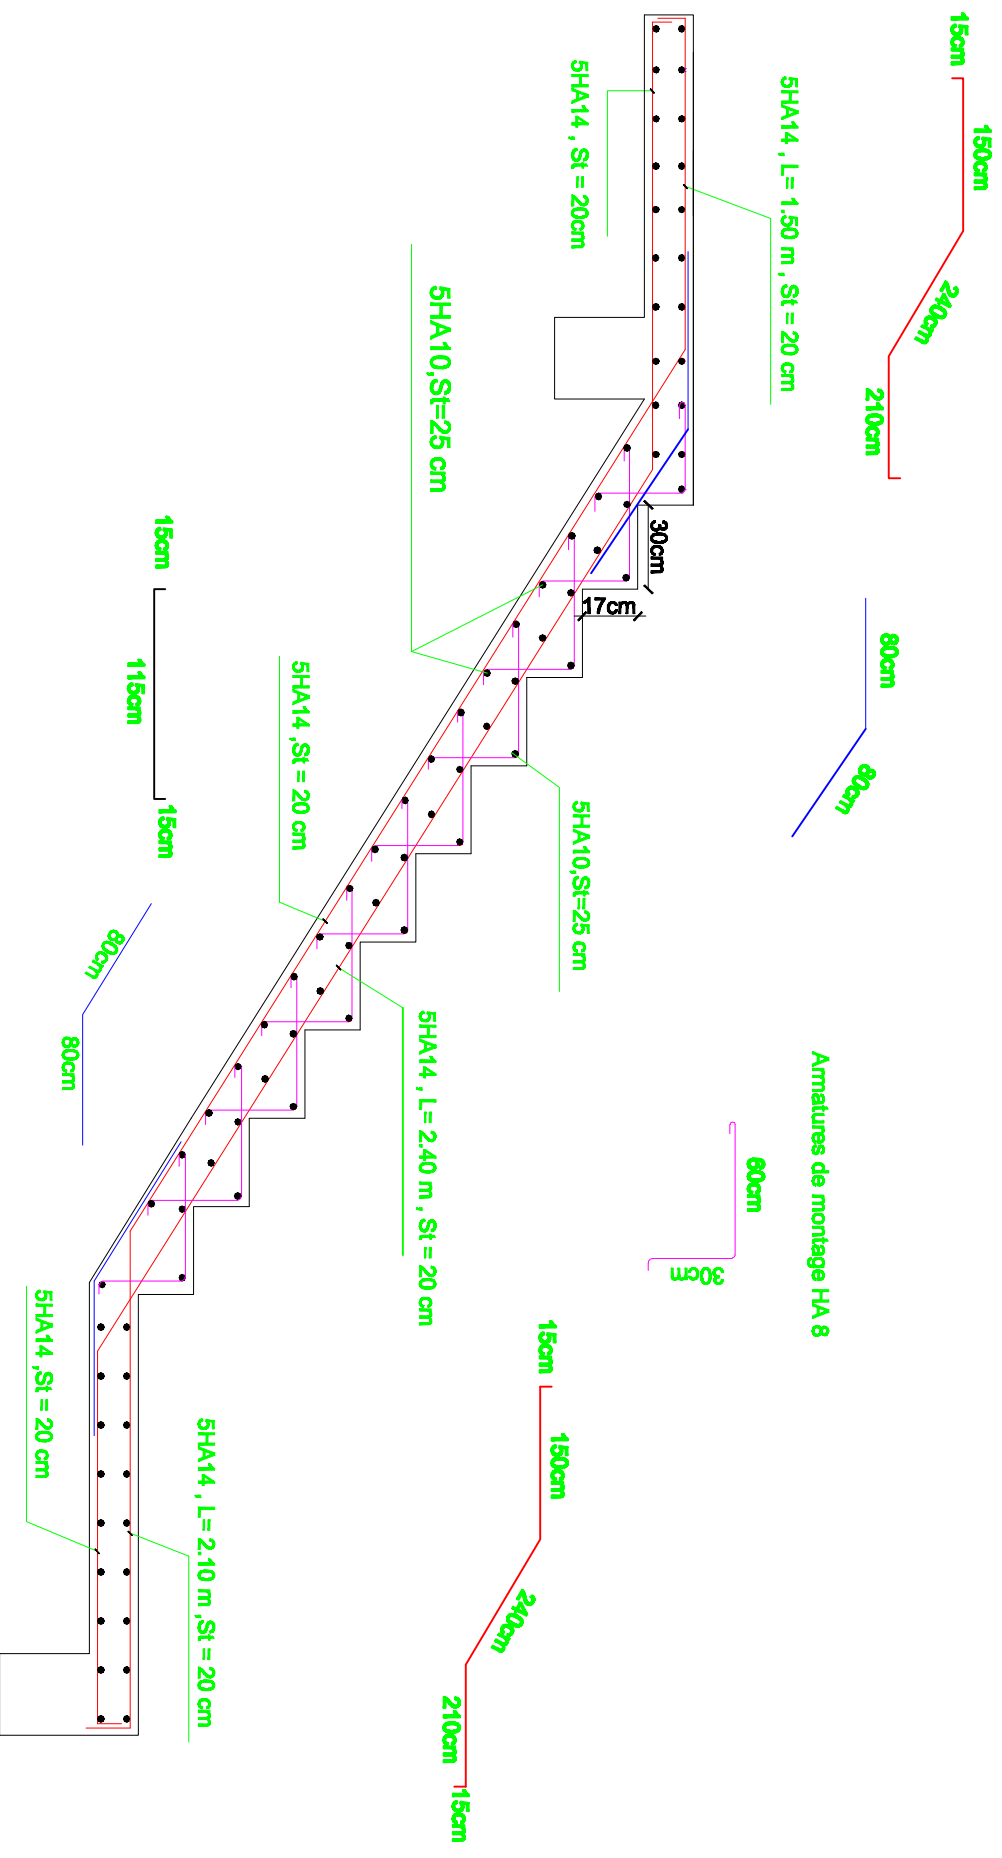 15cm
150cm
240cm
210cm
5HA14 , L= 1.50 m , St = 20 cm
5HA14 , St = 20cm
5HA10,St=25 cm
30cm
17cm
80cm
80cm
15cm
115cm
15cm
5HA14 ,St = 20 cm
5HA10,St=25 cm
80cm
80cm
5HA14 , L= 2.40 m , St = 20 cm
Armatures de montage HA 8
60cm
30cm
15cm
150cm
240cm
210cm
15cm
5HA14 ,St = 20 cm
5HA14 , L= 2.10 m ,St = 20 cm